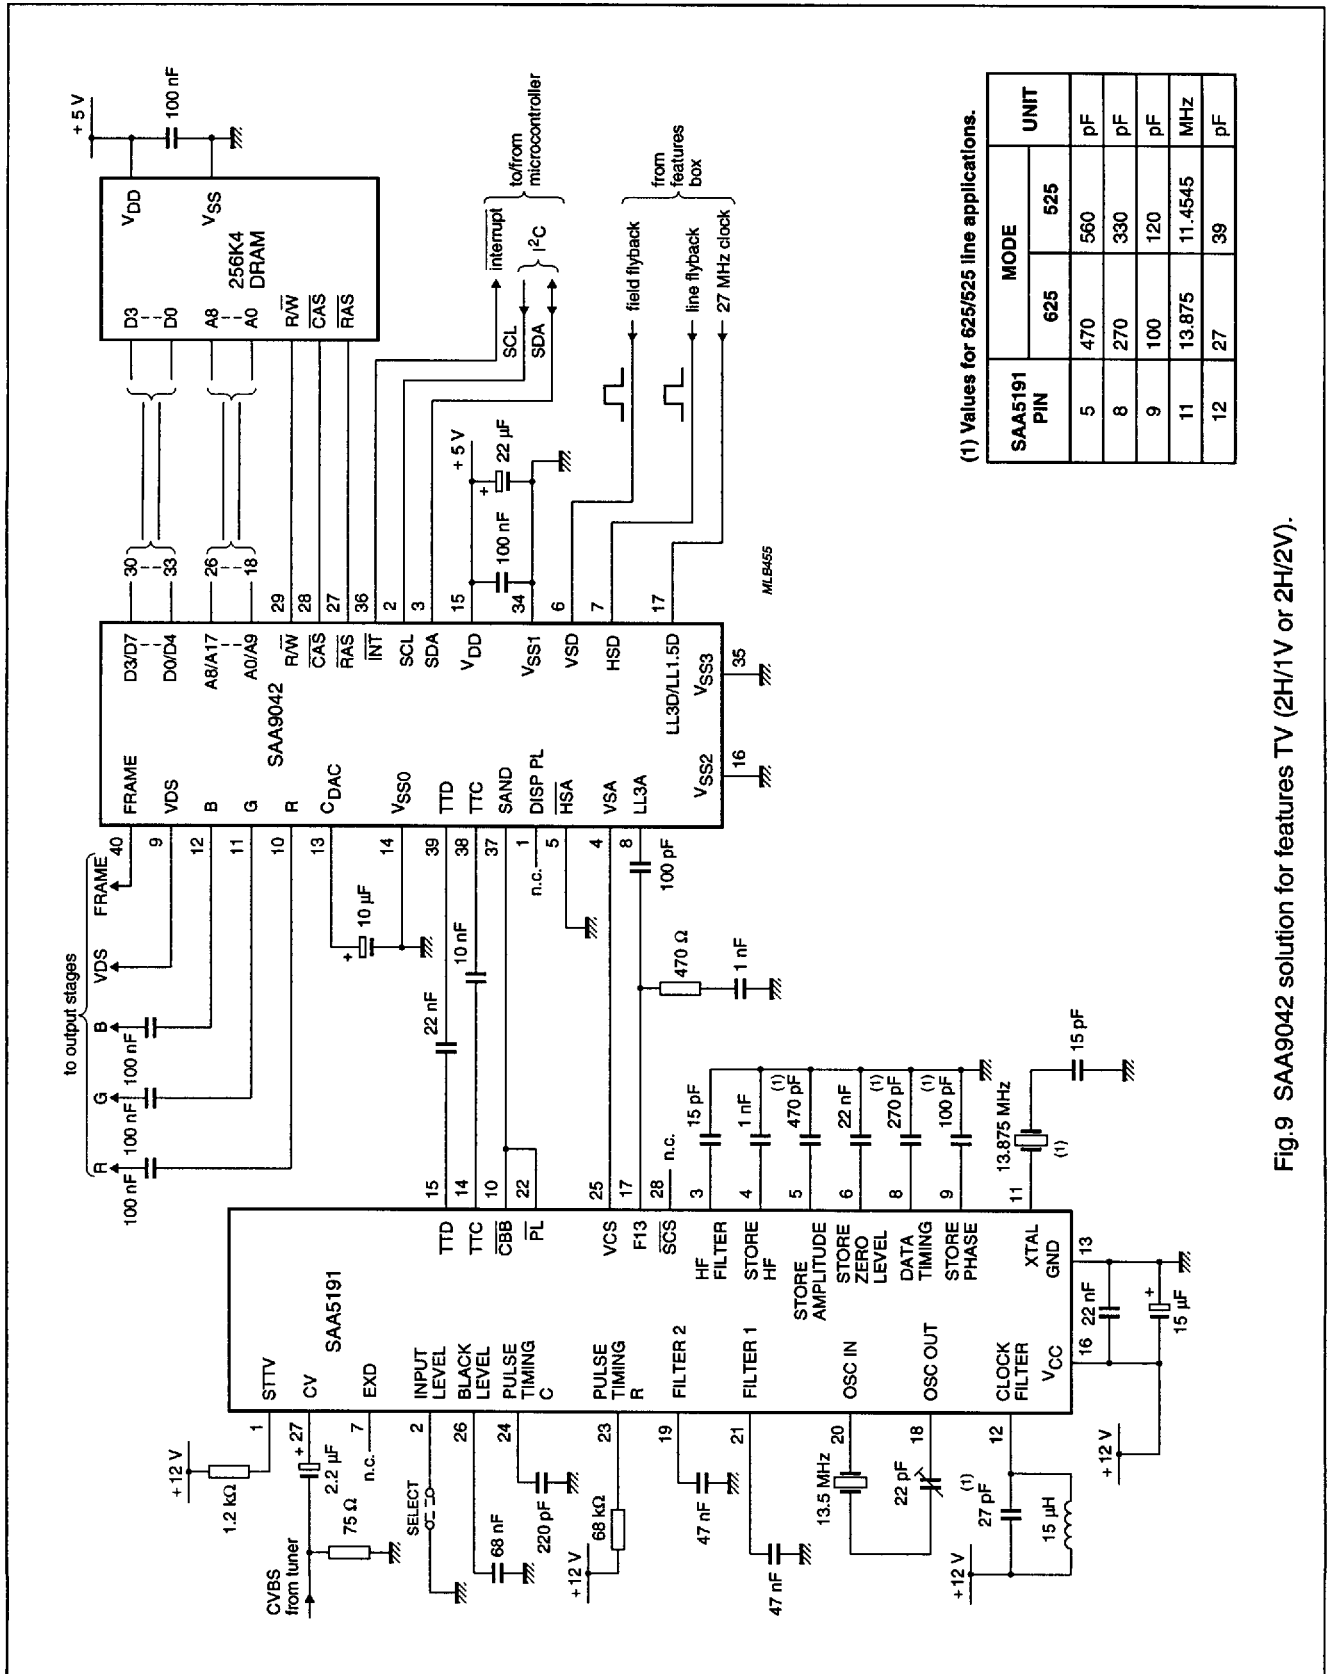 to output stages
R
G
B
VDS
FRAME
100 nF
100 nF
100 nF
+12 V
1.2 kΩ
CVBS
from tuner
75 Ω
2.2 µF
+
n.c.
SELECT
68 nF
220 pF
+12 V
68 kΩ
47 nF
47 nF
13.5 MHz
22 pF
+12 V
27 pF
(1)
15 µH
+12 V
1
27
7
2
26
24
23
19
21
20
18
12
SAA5191
STTV
CV
EXD
INPUT
LEVEL
BLACK
LEVEL
PULSE
TIMING
C
PULSE
TIMING
R
FILTER 2
FILTER 1
OSC IN
OSC OUT
CLOCK
FILTER
VCC
16
22 nF
+
15 µF
GND
13
TTD
TTC
CBB
PL
VCS
F13
SCS
HF
FILTER
STORE
HF
STORE
AMPLITUDE
STORE
ZERO
LEVEL
DATA
TIMING
STORE
PHASE
XTAL
15
14
10
22
25
17
28
n.c.
3
4
5
6
8
9
11
15 pF
1 nF
(1)
470 pF
22 nF
(1)
270 pF
(1)
100 pF
13.875 MHz
(1)
15 pF
22 nF
10 nF
+
10 µF
n.c.
470 Ω
1 nF
100 pF
40
9
12
11
10
13
14
39
38
37
1
5
4
8
SAA9042
FRAME
VDS
B
G
R
CDAC
VSS0
TTD
TTC
SAND
DISP PL
HSA
VSA
LL3A
VSS2
16
VSS3
35
D3/D7
D0/D4
A8/A17
A0/A9
R/W
CAS
RAS
INT
SCL
SDA
VDD
VSS1
VSD
HSD
LL3D/LL1.5D
30
33
26
18
29
28
27
36
2
3
15
34
6
7
17
100 nF
+ 5 V
+
22 µF
MLB455
D3
D0
A8
A0
R/W
CAS
RAS
256K4
DRAM
VDD
VSS
+ 5 V
100 nF
interrupt
SCL
SDA
I2C
to/from
microcontroller
field flyback
line flyback
27 MHz clock
from
features
box
(1) Values for 625/525 line applications.
SAA5191 PIN MODE UNIT
625 525
5 470 560 pF
8 270 330 pF
9 100 120 pF
11 13.875 11.4545 MHz
12 27 39 pF
Fig.9 SAA9042 solution for features TV (2H/1V or 2H/2V).